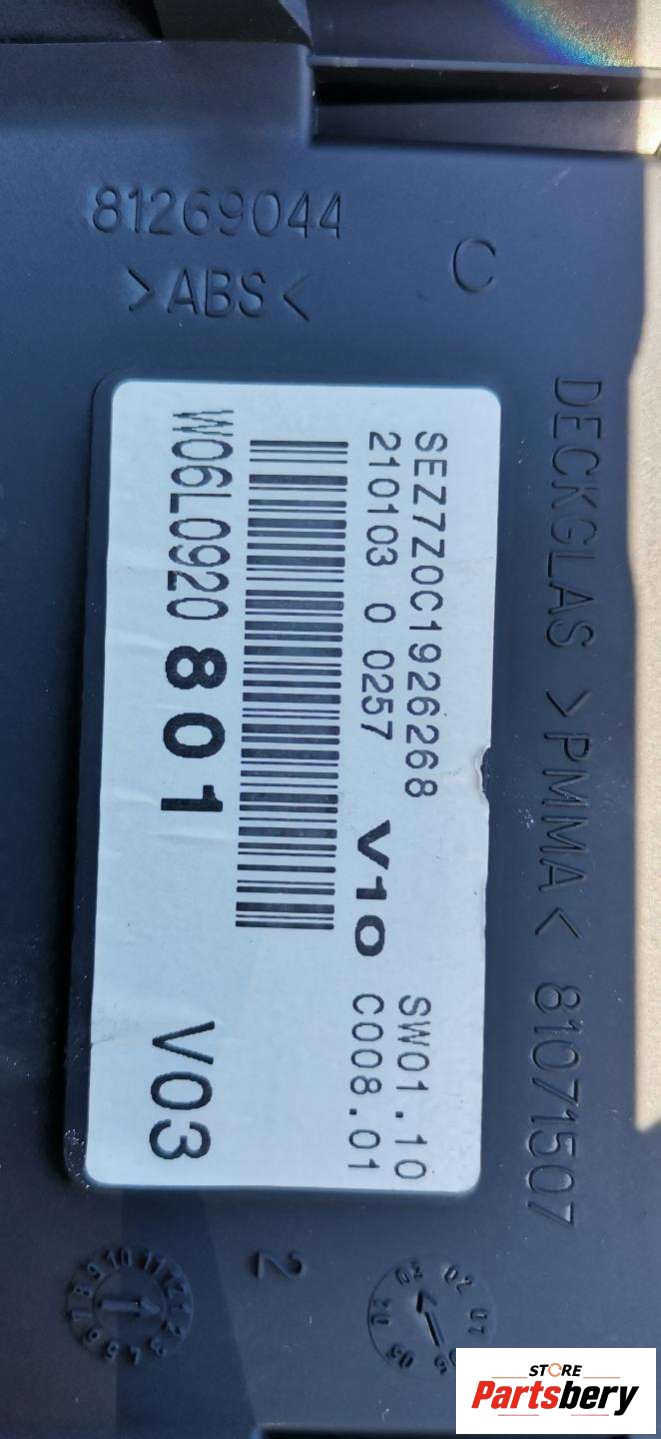 81269044
>ABS<
C
DECKGLAS >PMMA< 81071507
SEZ7Z0C1926268 SW01.10
210103 0 0257 V10 C008.01
W06L0920 801 V03
2
STORE
Partsbery